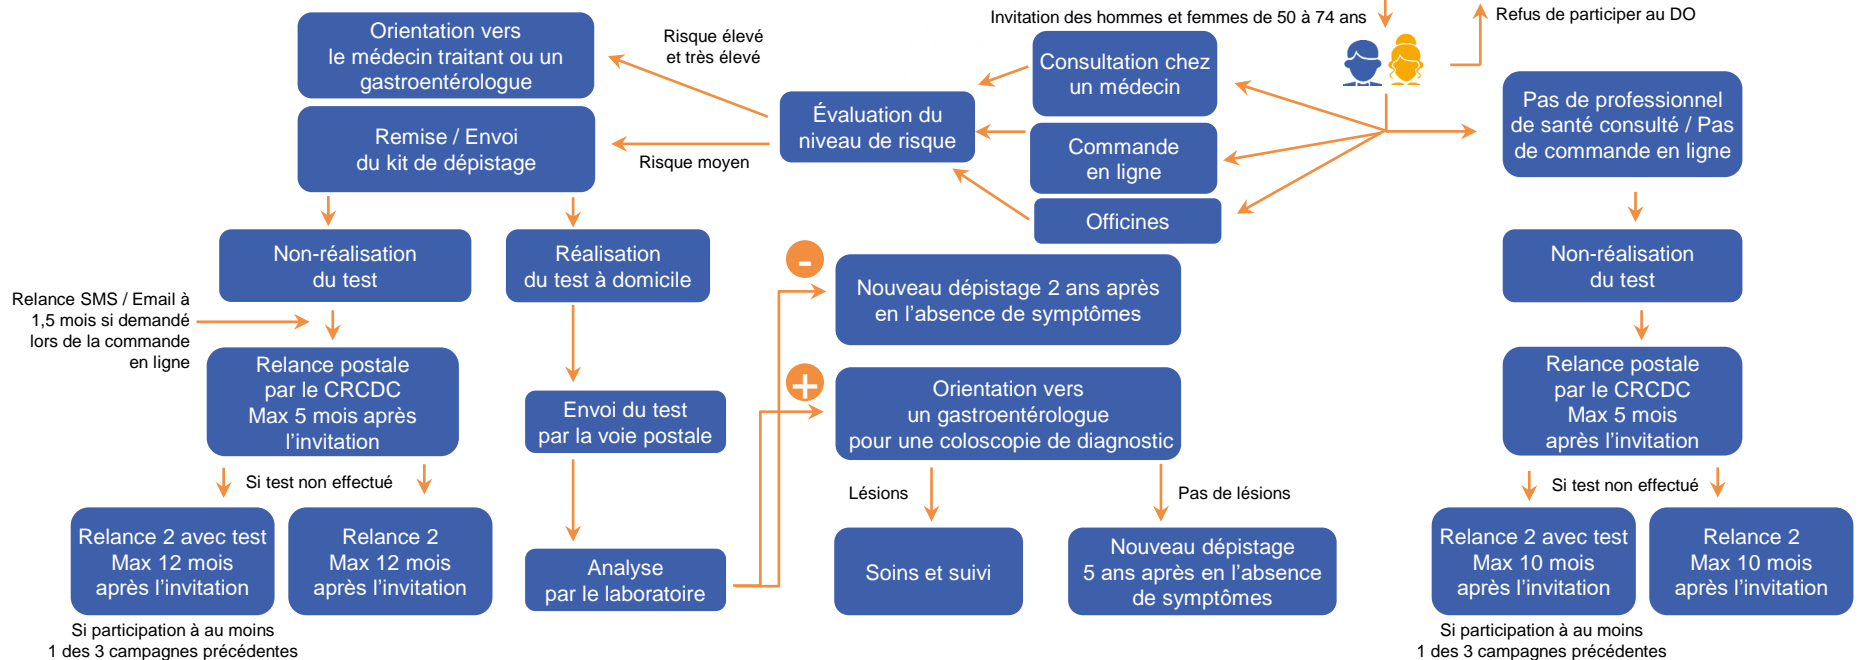 Invitation des hommes et femmes de 50 à 74 ans
Refus de participer au DO
Orientation vers
le médecin traitant ou un
gastroentérologue
Risque élevé
et très élevé
Consultation chez
un médecin
Évaluation du
niveau de risque
Pas de professionnel
de santé consulté / Pas
de commande en ligne
Remise / Envoi
du kit de dépistage
Risque moyen
Commande
en ligne
Officines
Non-réalisation
du test
Réalisation
du test à domicile
-
Nouveau dépistage 2 ans après
en l'absence de symptômes
Non-réalisation
du test
Relance SMS / Email à
1,5 mois si demandé
lors de la commande
en ligne
Relance postale
par le CRCDC
Max 5 mois après
l'invitation
Envoi du test
par la voie postale
+
Orientation vers
un gastroentérologue
pour une coloscopie de diagnostic
Relance postale
par le CRCDC
Max 5 mois
après l'invitation
Si test non effectué
Lésions
Pas de lésions
Si test non effectué
Relance 2 avec test
Max 12 mois
après l'invitation
Relance 2
Max 12 mois
après l'invitation
Analyse
par le laboratoire
Soins et suivi
Nouveau dépistage
5 ans après en l'absence
de symptômes
Relance 2 avec test
Max 10 mois
après l'invitation
Relance 2
Max 10 mois
après l'invitation
Si participation à au moins
1 des 3 campagnes précédentes
Si participation à au moins
1 des 3 campagnes précédentes